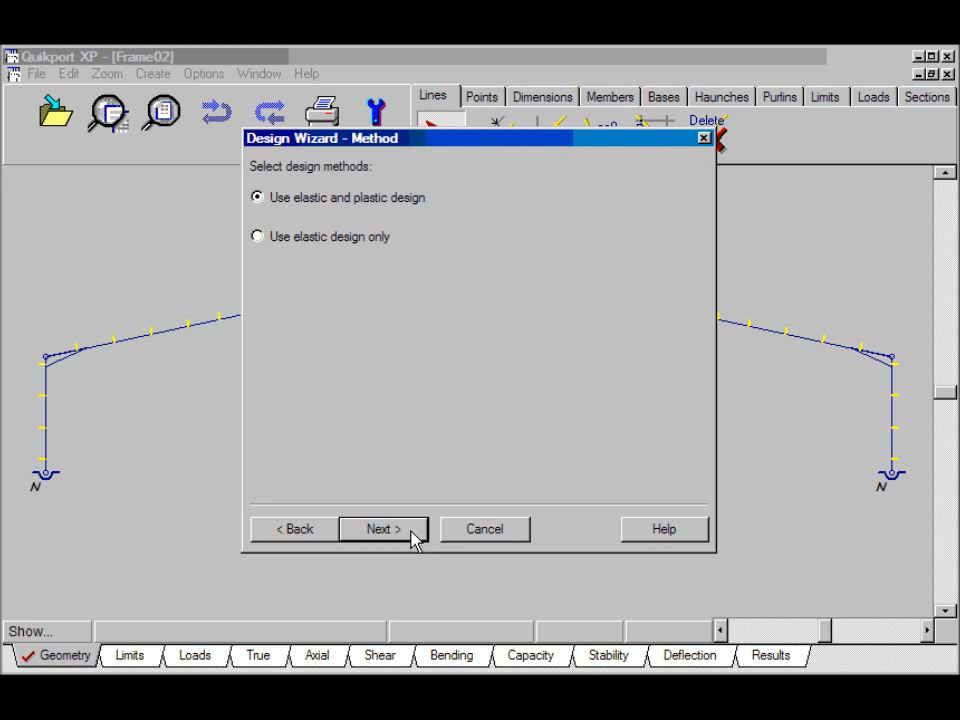 Quikport XP - [Frame02]
File Edit Zoom Create Options Window Help
Lines Points Dimensions Members Bases Haunches Purlins Limits Loads Sections
Delete
Design Wizard - Method
Select design methods:
Use elastic and plastic design
Use elastic design only
N
N
< Back Next > Cancel Help
Show...
Geometry Limits Loads True Axial Shear Bending Capacity Stability Deflection Results